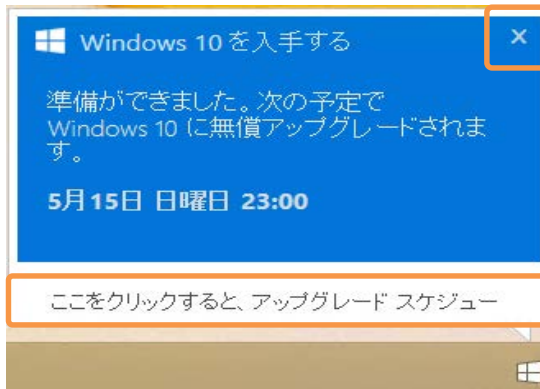 Windows 10 を入手する
準備ができました。次の予定で
Windows 10 に無償アップグレードされま
す。
5月15日 日曜日 23:00
ここをクリックすると、アップグレード スケジュー